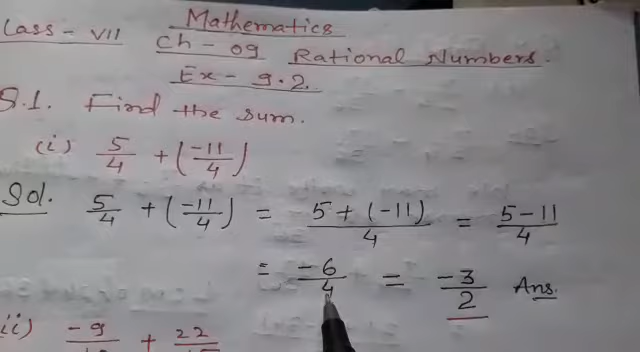 Class - VII Mathematics
Ch - 09 Rational Numbers.
Ex - 9.2.
Q.1. Find the sum.
(i) 5/4 + (-11/4)
Sol. 5/4 + (-11/4) = 5 + (-11)/4 = 5 - 11/4
= -6/4 = -3/2 Ans.
ii) -9 + 22